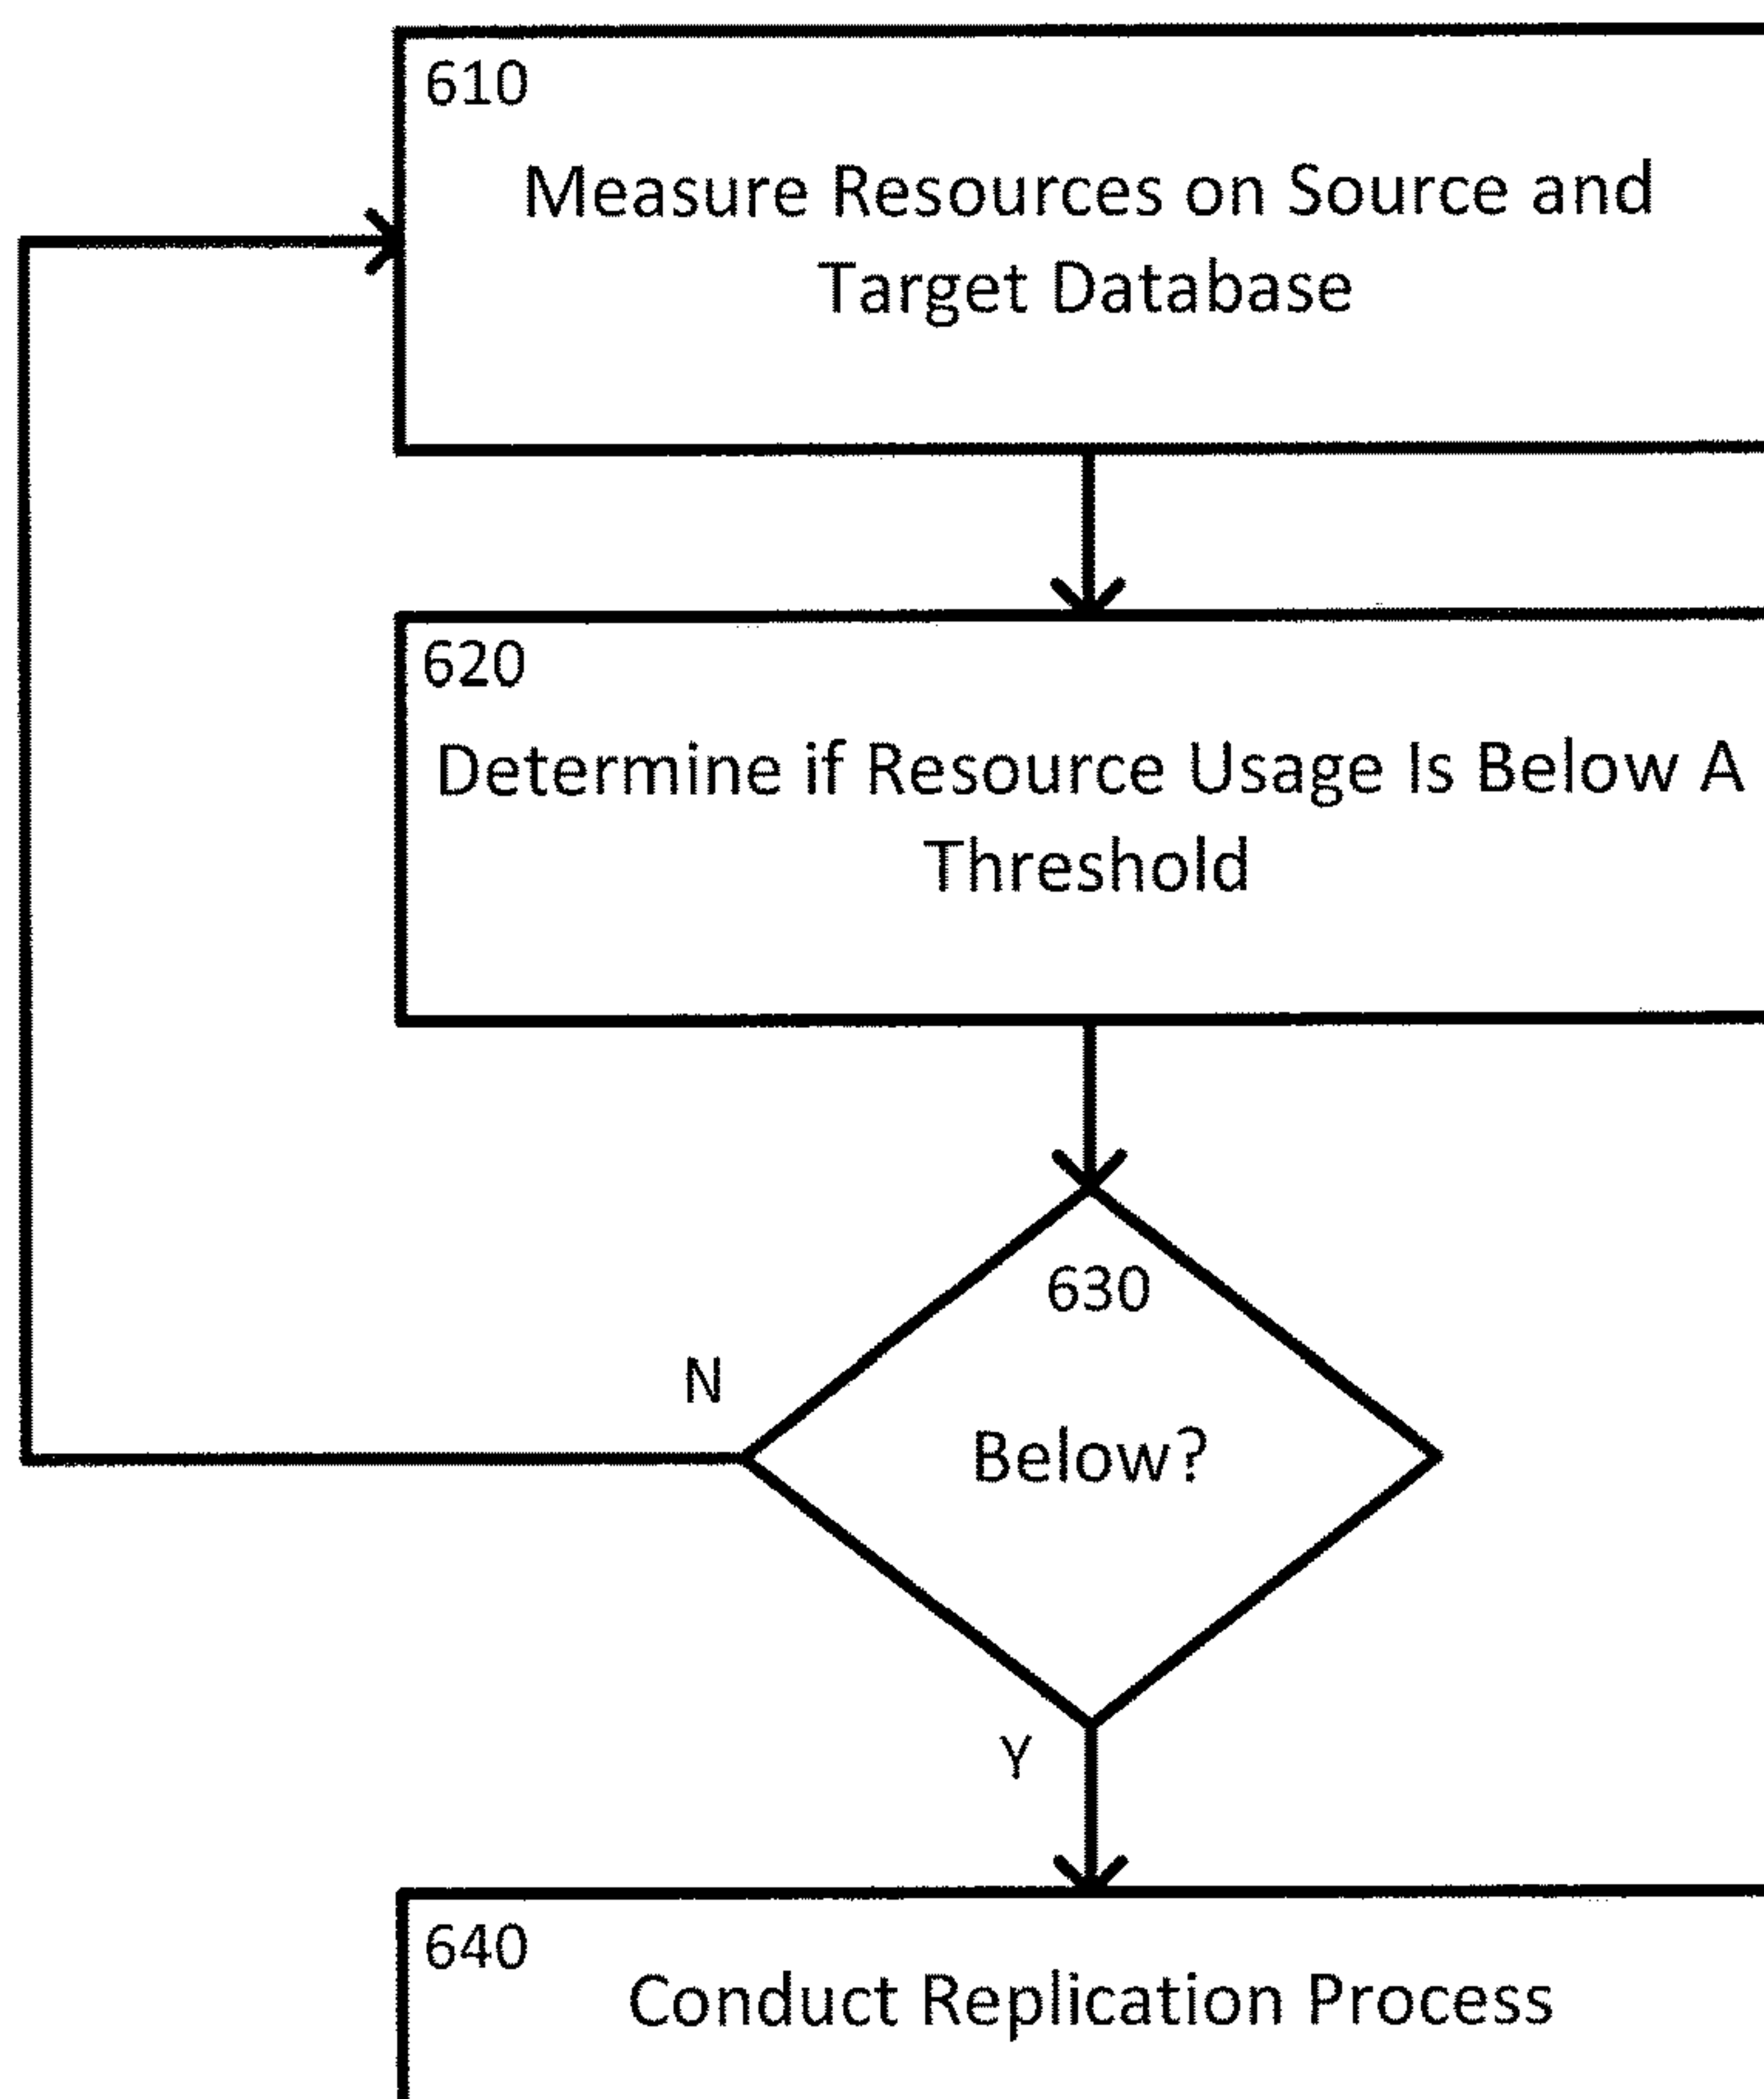 610
Measure Resources on Source and
Target Database
620
Determine if Resource Usage Is Below A
Threshold
630
N
Below?
Y
640
Conduct Replication Process